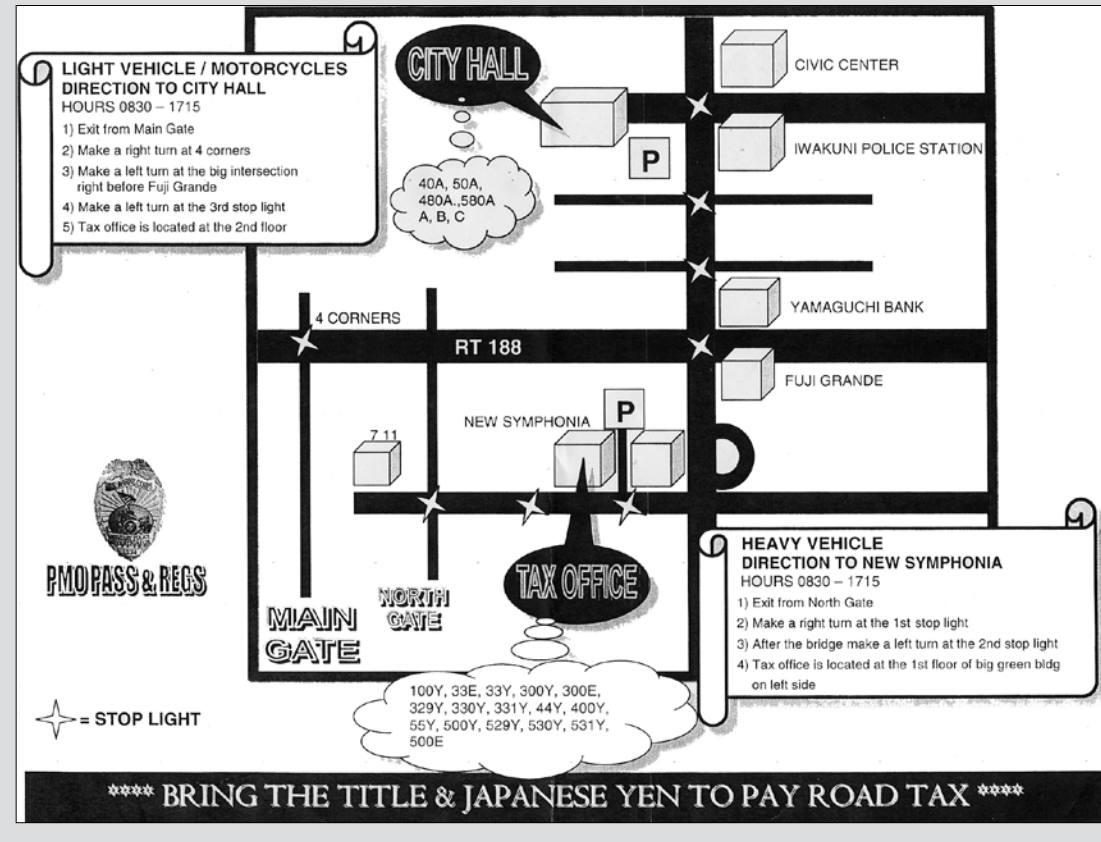 LIGHT VEHICLE / MOTORCYCLES
DIRECTION TO CITY HALL
HOURS 0830 – 1715
1) Exit from Main Gate
2) Make a right turn at 4 corners
3) Make a left turn at the big intersection
right before Fuji Grande
4) Make a left turn at the 3rd stop light
5) Tax office is located at the 2nd floor
CITY HALL
40A, 50A,
480A.,580A
A, B, C
P
CIVIC CENTER
IWAKUNI POLICE STATION
YAMAGUCHI BANK
4 CORNERS
RT 188
FUJI GRANDE
P
NEW SYMPHONIA
7 11
PMO PASS & REGS
MAIN
GATE
NORTH
GATE
TAX OFFICE
HEAVY VEHICLE
DIRECTION TO NEW SYMPHONIA
HOURS 0830 – 1715
1) Exit from North Gate
2) Make a right turn at the 1st stop light
3) After the bridge make a left turn at the 2nd stop light
4) Tax office is located at the 1st floor of big green bldg
on left side
100Y, 33E, 33Y, 300Y, 300E,
329Y, 330Y, 331Y, 44Y, 400Y,
55Y, 500Y, 529Y, 530Y, 531Y,
500E
= STOP LIGHT
**** BRING THE TITLE & JAPANESE YEN TO PAY ROAD TAX ****